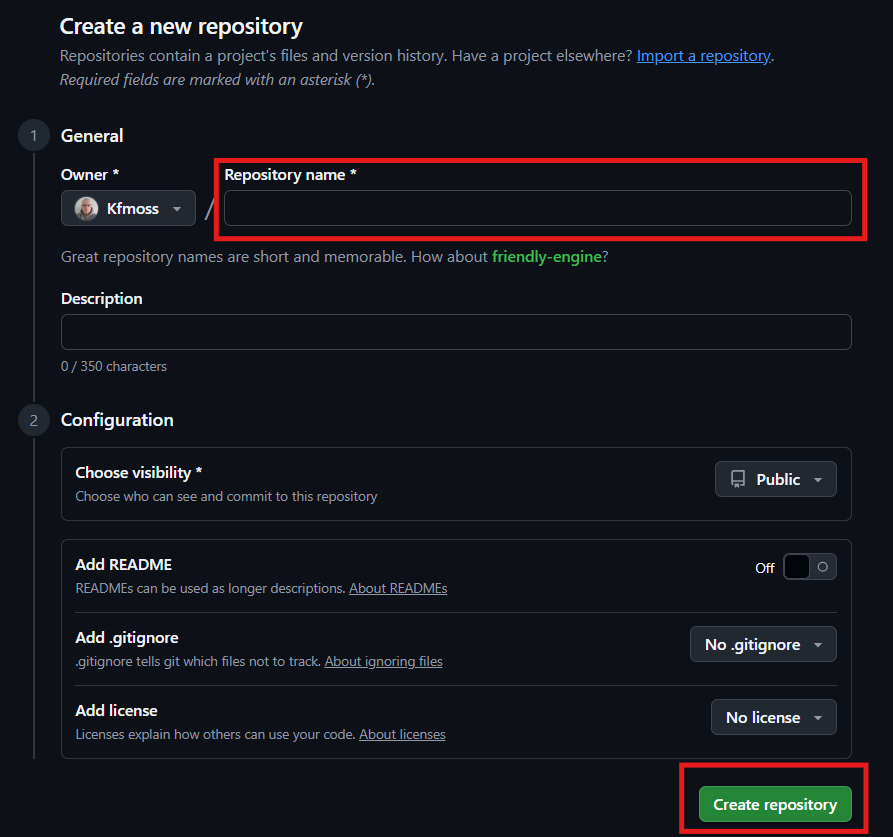 Create a new repository
Repositories contain a project's files and version history. Have a project elsewhere? Import a repository.
Required fields are marked with an asterisk (*).
1 General
Owner *
Repository name *
Kfmoss /
Great repository names are short and memorable. How about friendly-engine?
Description
0 / 350 characters
2 Configuration
Choose visibility *
Choose who can see and commit to this repository
Public
Add README
READMEs can be used as longer descriptions. About READMEs
Off
Add .gitignore
.gitignore tells git which files not to track. About ignoring files
No .gitignore
Add license
Licenses explain how others can use your code. About licenses
No license
Create repository